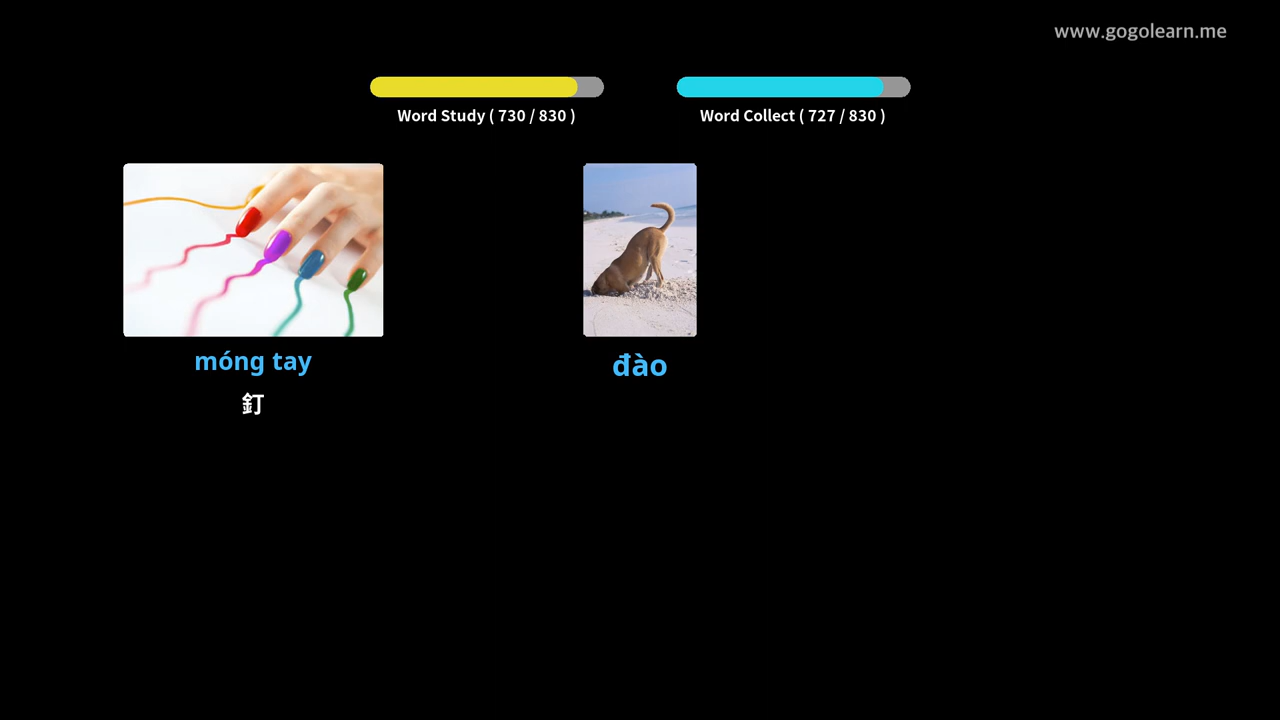 www.gogolearn.me
Word Study ( 730 / 830 )
Word Collect ( 727 / 830 )
móng tay
釘
đào